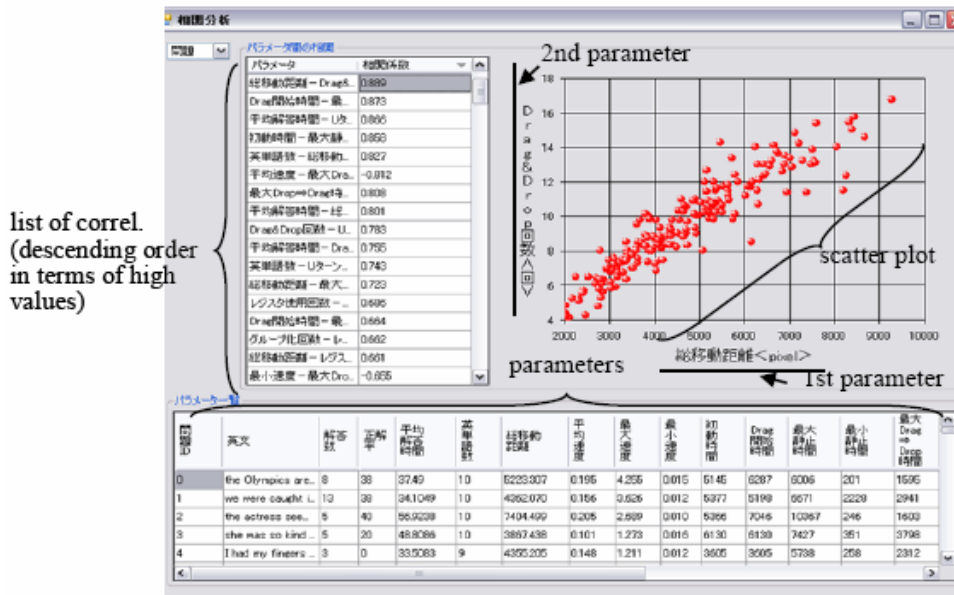 相関分析
問題
パラメータ間の相関
パラメータ 相関係数
総移動距離－Drag&.. 0.889
Drag開始時間－最... 0.873
平均解答時間－Uタ.. 0.866
初動時間－最大静.. 0.858
英単語数－総移動... 0.827
平均速度－最大Dra.. -0.812
最大Drop⇒Drag時.. 0.808
平均解答時間－総.. 0.801
Drag&Drop回数－U.. 0.783
平均解答時間－Dra.. 0.755
英単語数－Uターン.. 0.743
総移動距離－最大... 0.723
レジスタ使用回数－... 0.686
Drag開始時間－最... 0.664
グループ化回数－レ.. 0.662
総移動距離－レジス.. 0.661
最小速度－最大Dro.. -0.655
list of correl.
(descending order
in terms of high
values)
2nd parameter
Drag&Drop回数<回>
18
16
14
12
10
8
6
4
2000 3000 4000 5000 6000 7000 8000 9000 10000
総移動距離<pixel>
scatter plot
parameters
1st parameter
パラメーター覧
問題ID 英文 解答数 正解率 平均解答時間 英単語数 総移動距離 平均速度 最大速度 最小速度 初動時間 Drag開始時間 最大静止時間 最小静止時間 最大Drag⇒Drop時間
0 the Olympics are... 8 38 37.49 10 5223.307 0.195 4.255 0.015 5145 6287 6006 201 1595
1 we were caught i... 13 38 34.1049 10 4362.070 0.156 3.626 0.012 5377 5198 6671 2228 2941
2 the actress see... 5 40 56.9238 10 7404.499 0.205 2.689 0.010 5366 7046 10367 246 1603
3 she was so kind ... 5 20 48.8086 10 3867.438 0.101 1.273 0.016 6130 6130 7427 351 3798
4 I had my fingers ... 3 0 33.5083 9 4355.205 0.148 1.211 0.012 3605 3605 5738 258 2312